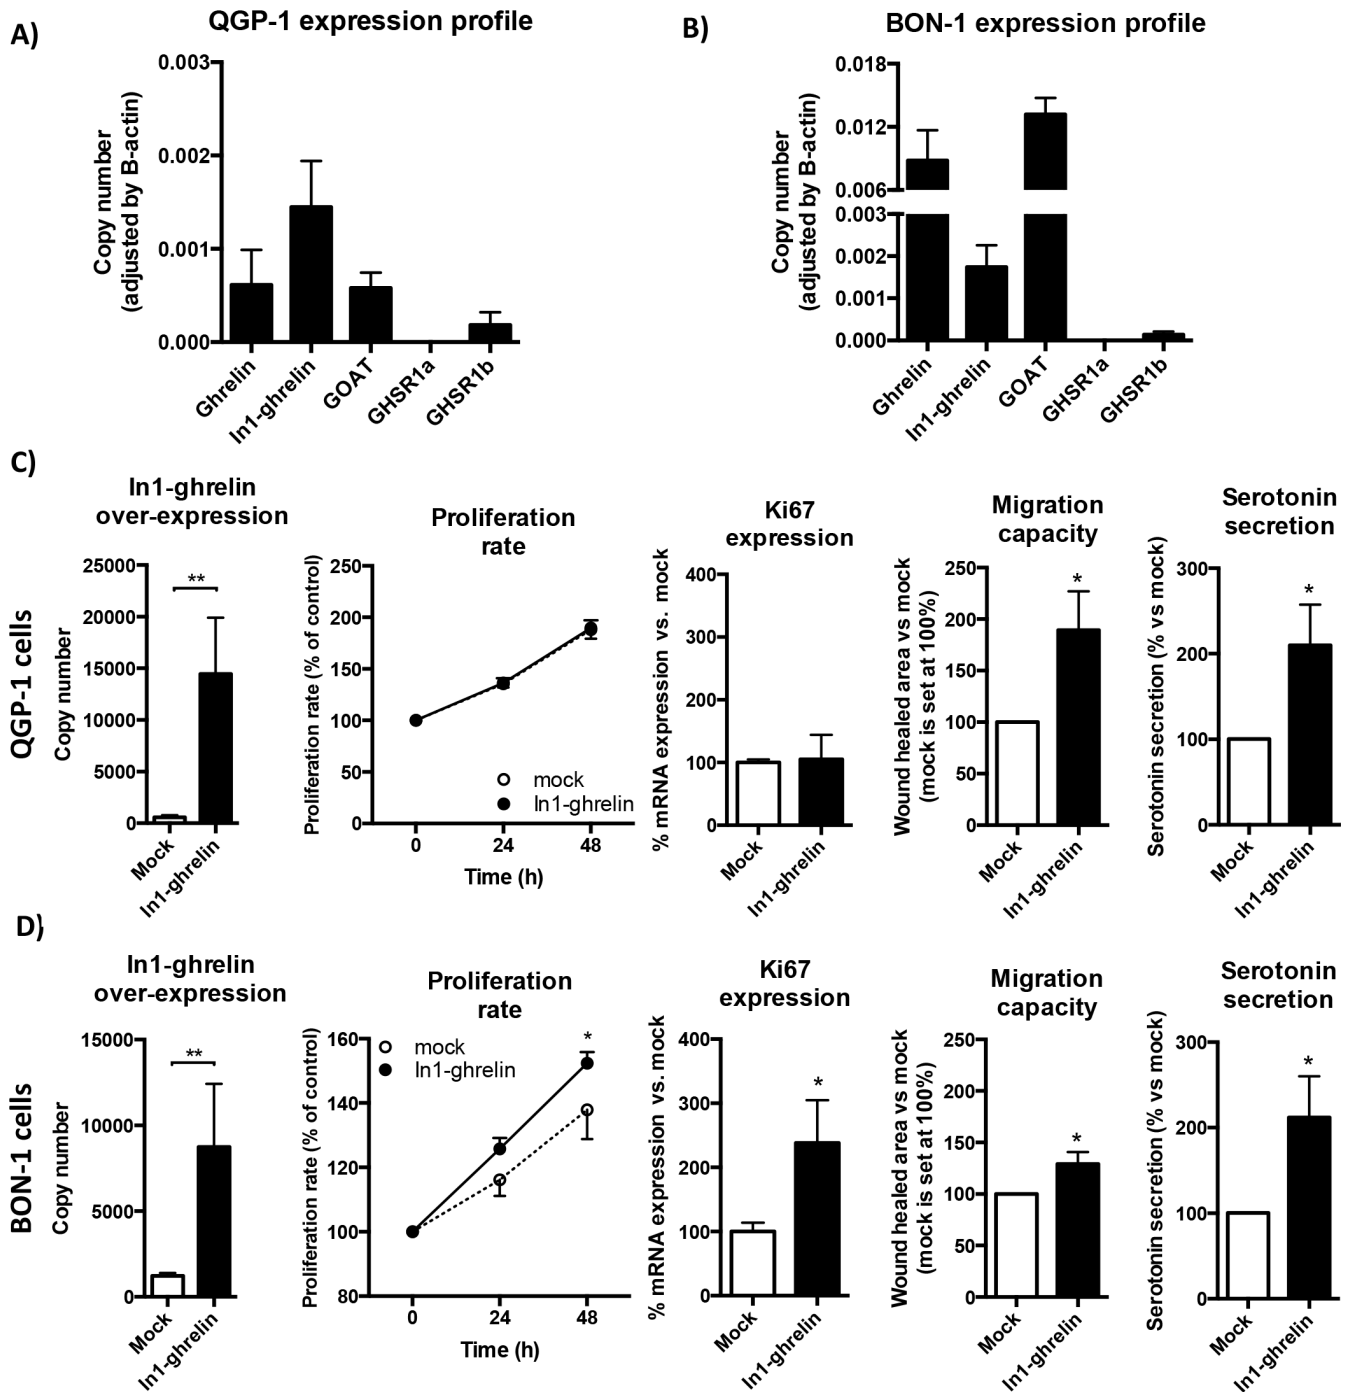 A)
QGP-1 expression profile
Copy number
(adjusted by B-actin)
0.003
0.002
0.001
0.000
Ghrelin
In1-ghrelin
GOAT
GHSR1a
GHSR1b
B)
BON-1 expression profile
Copy number
(adjusted by B-actin)
0.018
0.012
0.006
0.003
0.002
0.001
0.000
Ghrelin
In1-ghrelin
GOAT
GHSR1a
GHSR1b
C)
QGP-1 cells
In1-ghrelin
over-expression
Copy number
25000
20000
15000
10000
5000
0
**
Mock
In1-ghrelin
Proliferation
rate
Proliferation rate (% of control)
250
200
150
100
50
0
mock
In1-ghrelin
0
24
48
Time (h)
Ki67
expression
% mRNA expression vs. mock
400
300
200
100
0
Mock
In1-ghrelin
Migration
capacity
Wound healed area vs mock
(mock is set at 100%)
250
200
150
100
50
0
*
Mock
In1-ghrelin
Serotonin
secretion
Serotonin secretion (% vs mock)
300
200
100
0
*
Mock
In1-ghrelin
D)
BON-1 cells
In1-ghrelin
over-expression
Copy number
15000
10000
5000
0
**
Mock
In1-ghrelin
Proliferation
rate
Proliferation rate (% of control)
160
140
120
100
80
mock
In1-ghrelin
*
0
24
48
Time (h)
Ki67
expression
% mRNA expression vs. mock
400
300
200
100
0
*
Mock
In1-ghrelin
Migration
capacity
Wound healed area vs mock
(mock is set at 100%)
250
200
150
100
50
0
*
Mock
In1-ghrelin
Serotonin
secretion
Serotonin secretion (% vs mock)
300
200
100
0
*
Mock
In1-ghrelin